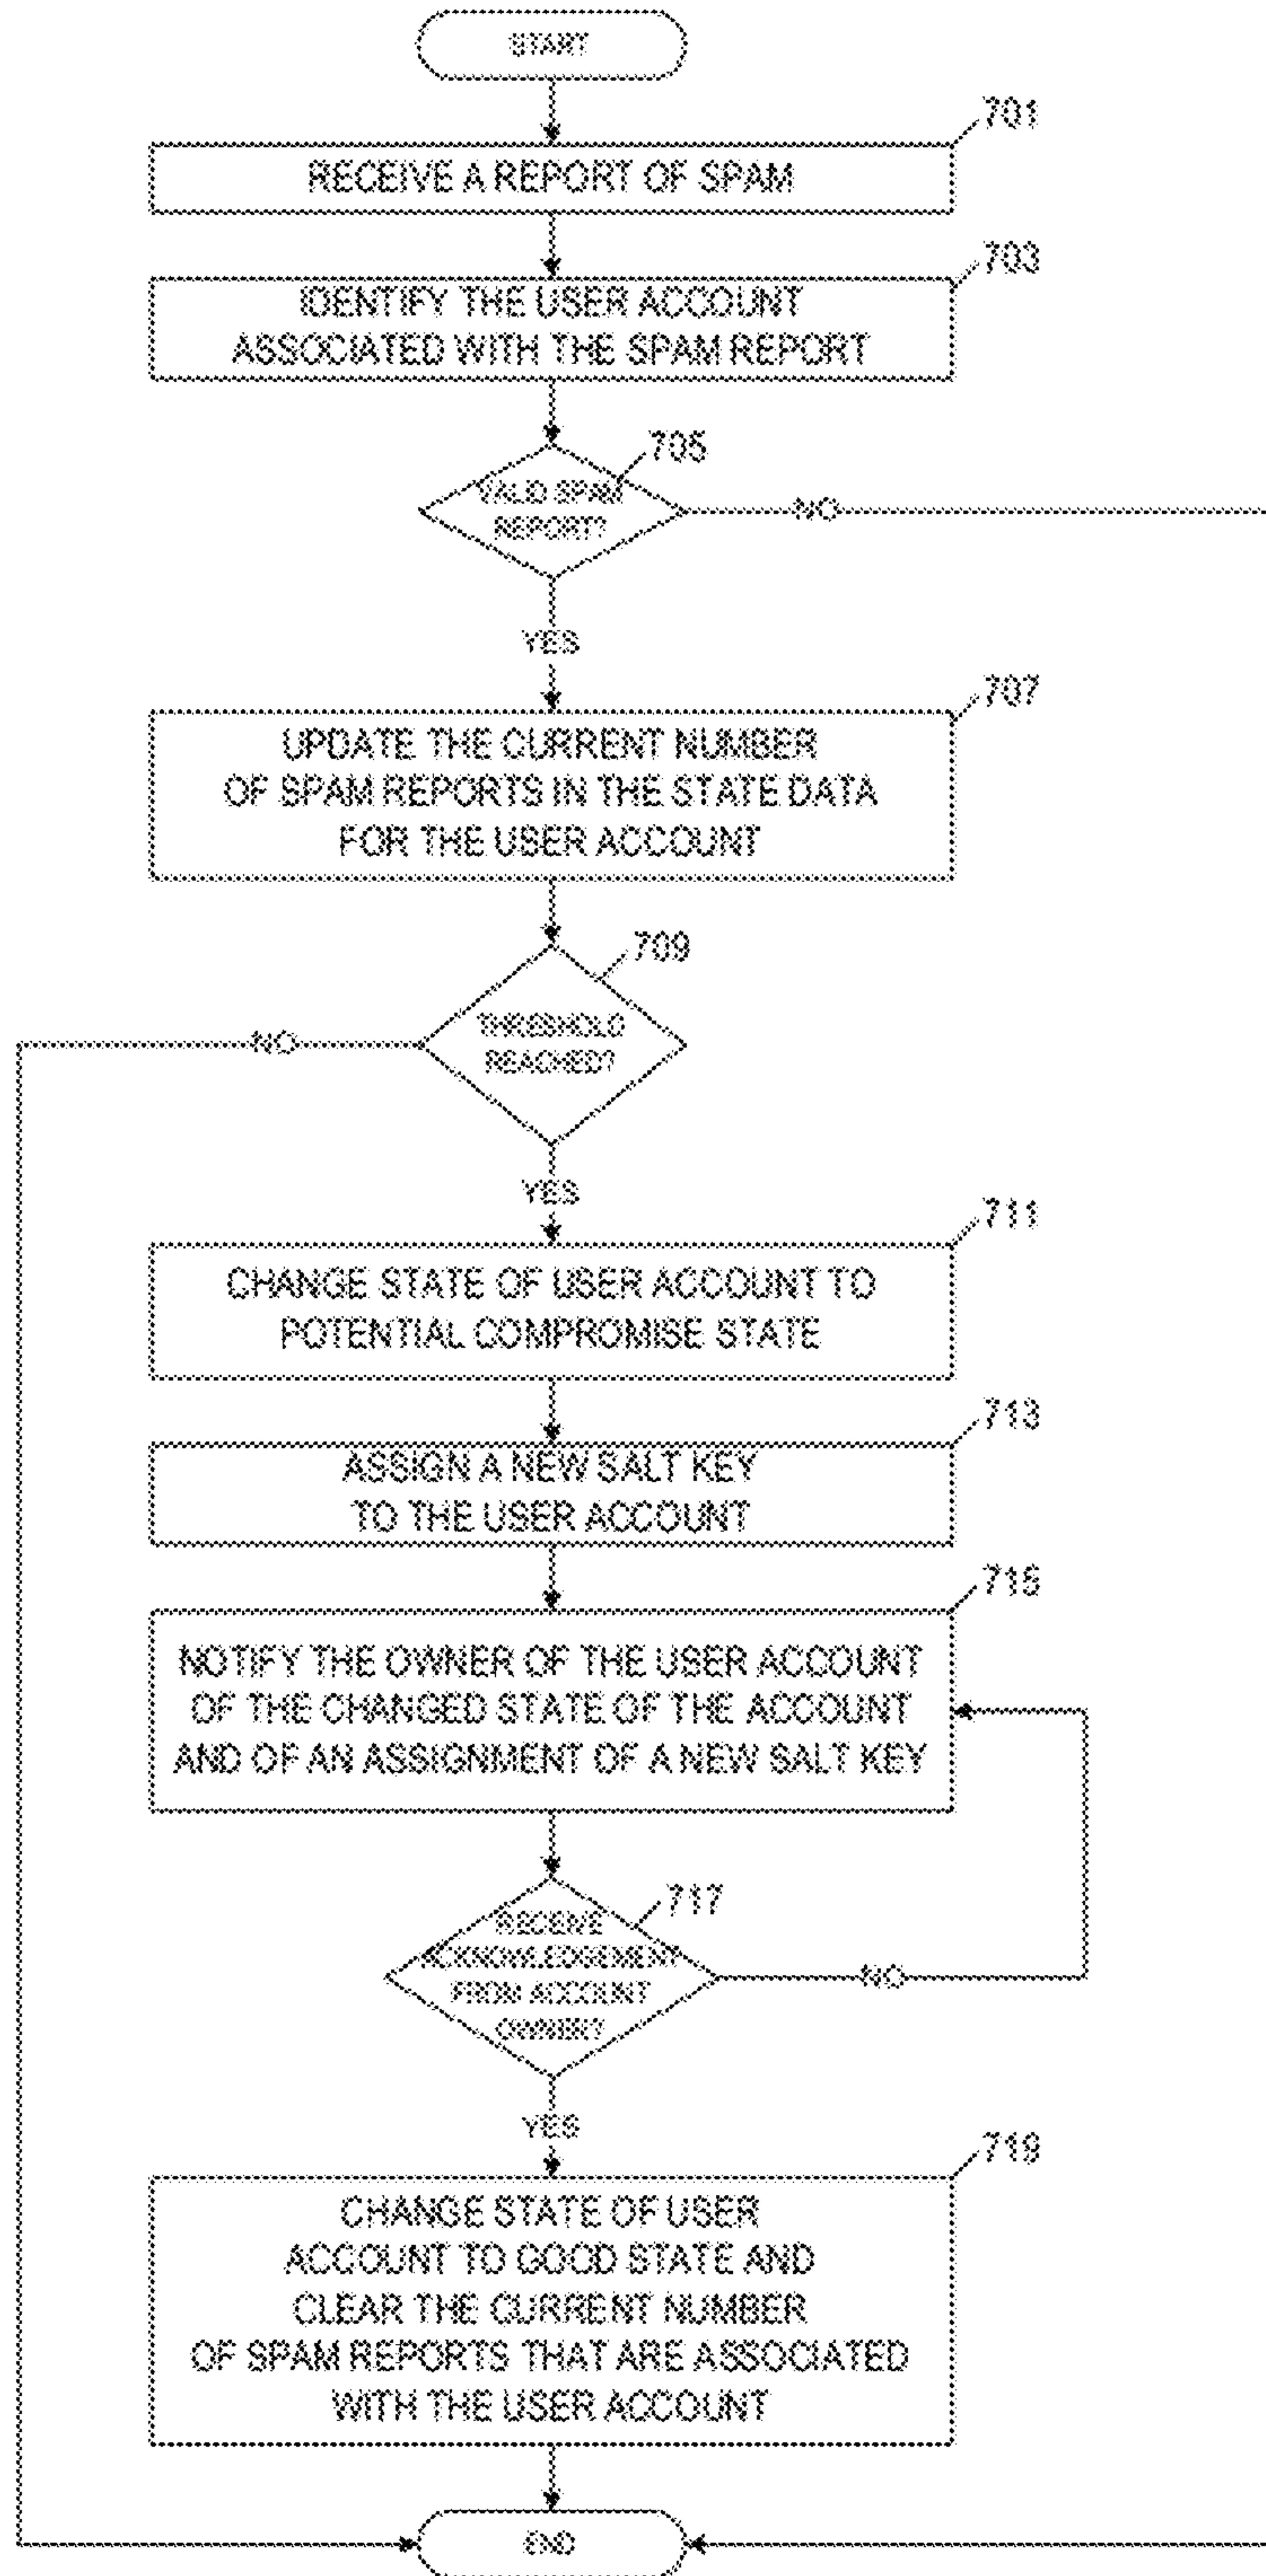 START
701
RECEIVE A REPORT OF SPAM
703
IDENTIFY THE USER ACCOUNT
ASSOCIATED WITH THE SPAM REPORT
705
VALID SPAM
REPORT?
NO
YES
707
UPDATE THE CURRENT NUMBER
OF SPAM REPORTS IN THE STATE DATA
FOR THE USER ACCOUNT
709
THRESHOLD
REACHED?
NO
YES
711
CHANGE STATE OF USER ACCOUNT TO
POTENTIAL COMPROMISE STATE
713
ASSIGN A NEW SALT KEY
TO THE USER ACCOUNT
715
NOTIFY THE OWNER OF THE USER ACCOUNT
OF THE CHANGED STATE OF THE ACCOUNT
AND OF AN ASSIGNMENT OF A NEW SALT KEY
717
RECEIVE
ACKNOWLEDGEMENT
FROM ACCOUNT
OWNER?
NO
YES
719
CHANGE STATE OF USER
ACCOUNT TO GOOD STATE AND
CLEAR THE CURRENT NUMBER
OF SPAM REPORTS THAT ARE ASSOCIATED
WITH THE USER ACCOUNT
END